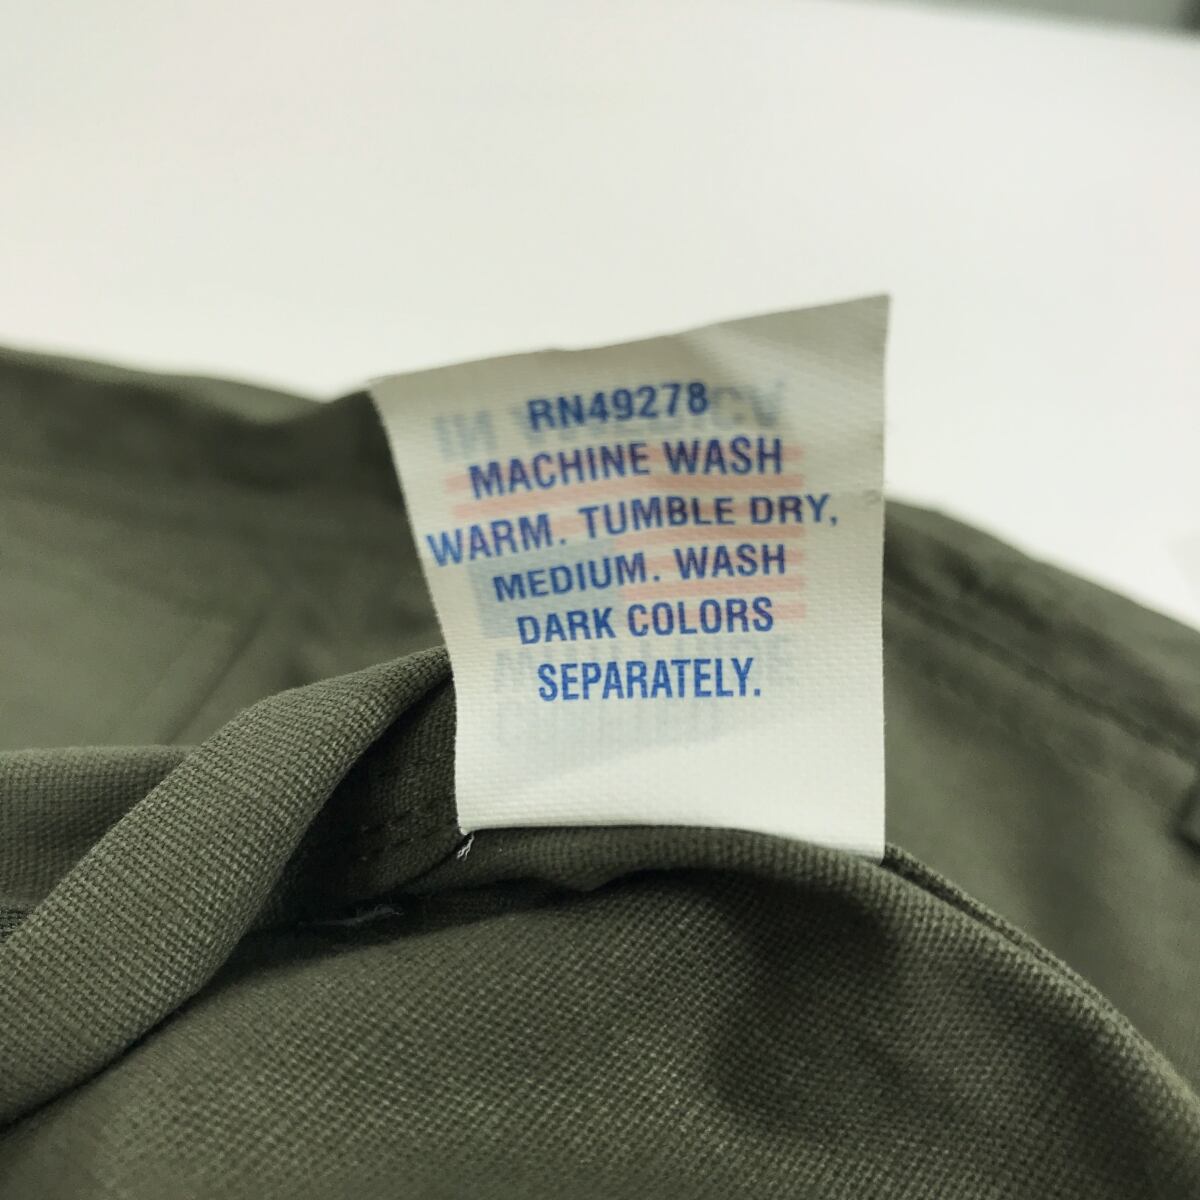 RN49278
MACHINE WASH
WARM. TUMBLE DRY,
MEDIUM. WASH
DARK COLORS
SEPARATELY.